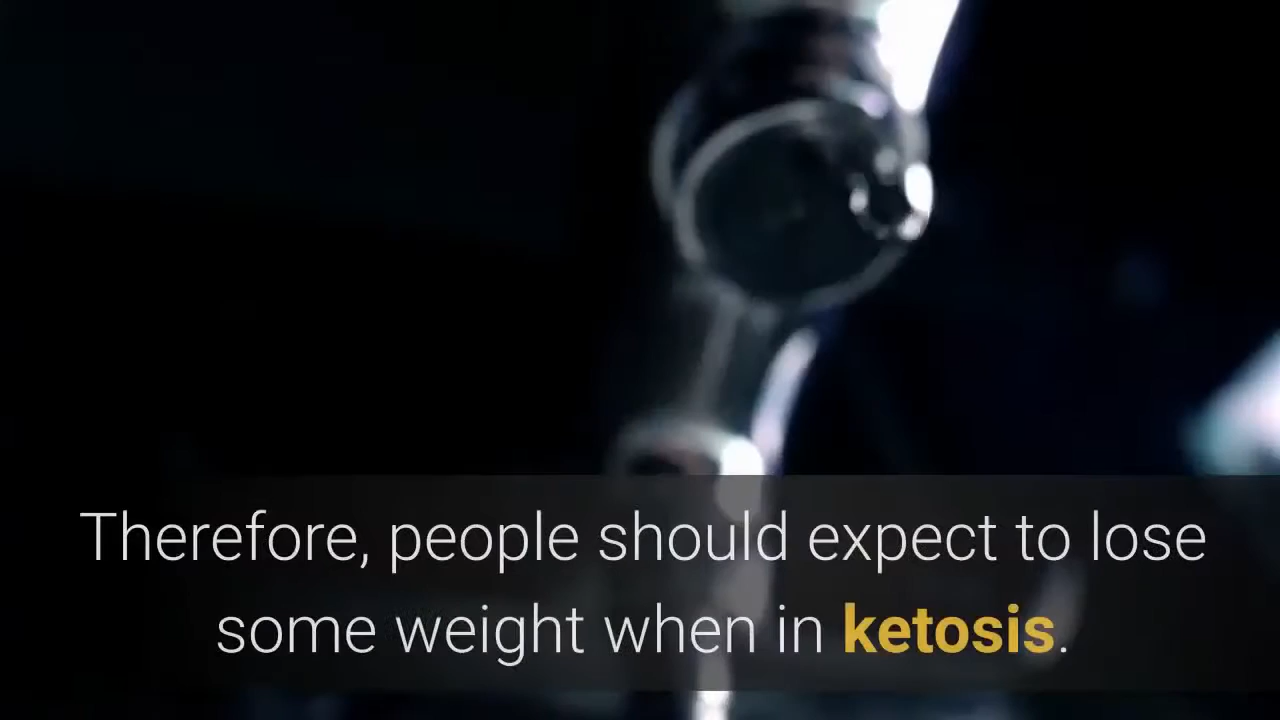 Therefore, people should expect to lose
some weight when in ketosis.